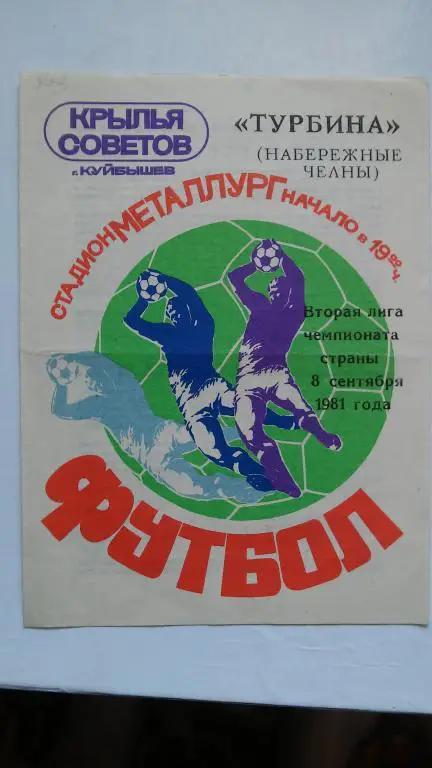 КРЫЛЬЯ
СОВЕТОВ
г. КУЙБЫШЕВ
«ТУРБИНА»
(НАБЕРЕЖНЫЕ
ЧЕЛНЫ)
СТАДИОН МЕТАЛЛУРГ НАЧАЛО в 19 00 ч.
Вторая лига
чемпионата
страны
8 сентября
1981 года
ФУТБОЛ